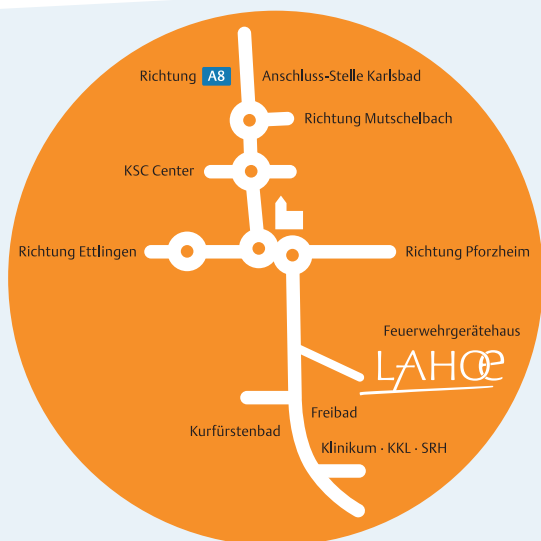 Richtung A8 Anschluss-Stelle Karlsbad
Richtung Mutschelbach
KSC Center
Richtung Ettlingen
Richtung Pforzheim
Feuerwehrgerätehaus
LAHOE
Freibad
Kurfürstenbad
Klinikum · KKL · SRH